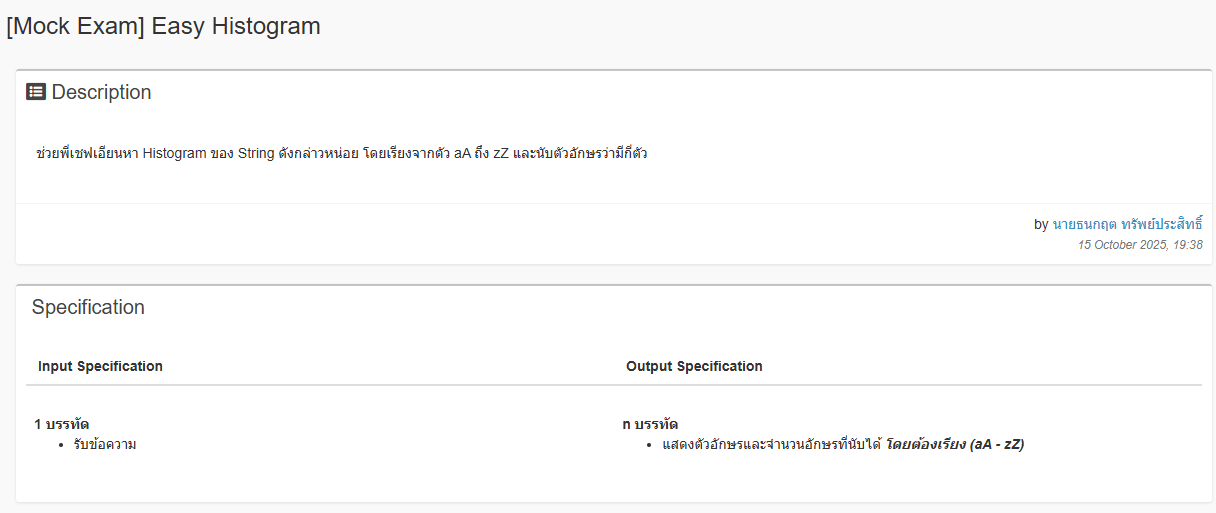 [Mock Exam] Easy Histogram
Description
ช่วยพี่เชฟเอียนหา Histogram ของ String ดังกล่าวหน่อย โดยเรียงจากตัว aA ถึง zZ และนับตัวอักษรว่ามีกี่ตัว
by นายธนกฤต ทรัพย์ประสิทธิ์
15 October 2025, 19:38
Specification
Input Specification
Output Specification
1 บรรทัด
รับข้อความ
n บรรทัด
แสดงตัวอักษรและจำนวนอักษรที่นับได้ โดยต้องเรียง (aA - zZ)